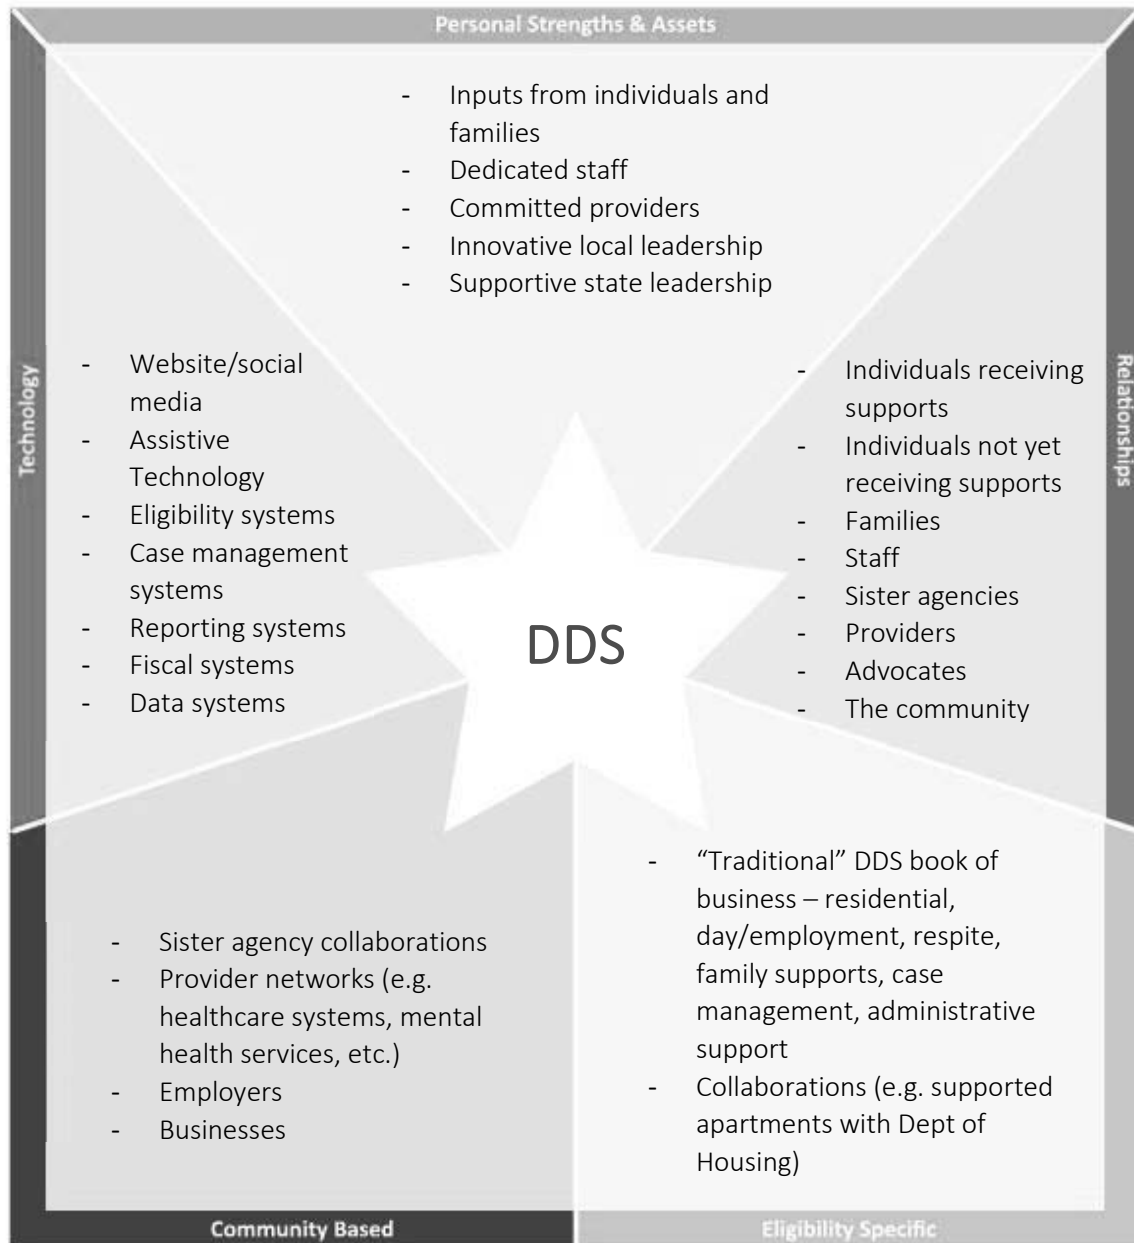 Personal Strengths & Assets
- Inputs from individuals and
families
- Dedicated staff
- Committed providers
- Innovative local leadership
- Supportive state leadership
Technology
- Website/social
media
- Assistive
Technology
- Eligibility systems
- Case management
systems
- Reporting systems
- Fiscal systems
- Data systems
Relationships
- Individuals receiving
supports
- Individuals not yet
receiving supports
- Families
- Staff
- Sister agencies
- Providers
- Advocates
- The community
DDS
- Sister agency collaborations
- Provider networks (e.g.
healthcare systems, mental
health services, etc.)
- Employers
- Businesses
Community Based
- “Traditional” DDS book of
business – residential,
day/employment, respite,
family supports, case
management, administrative
support
- Collaborations (e.g. supported
apartments with Dept of
Housing)
Eligibility Specific